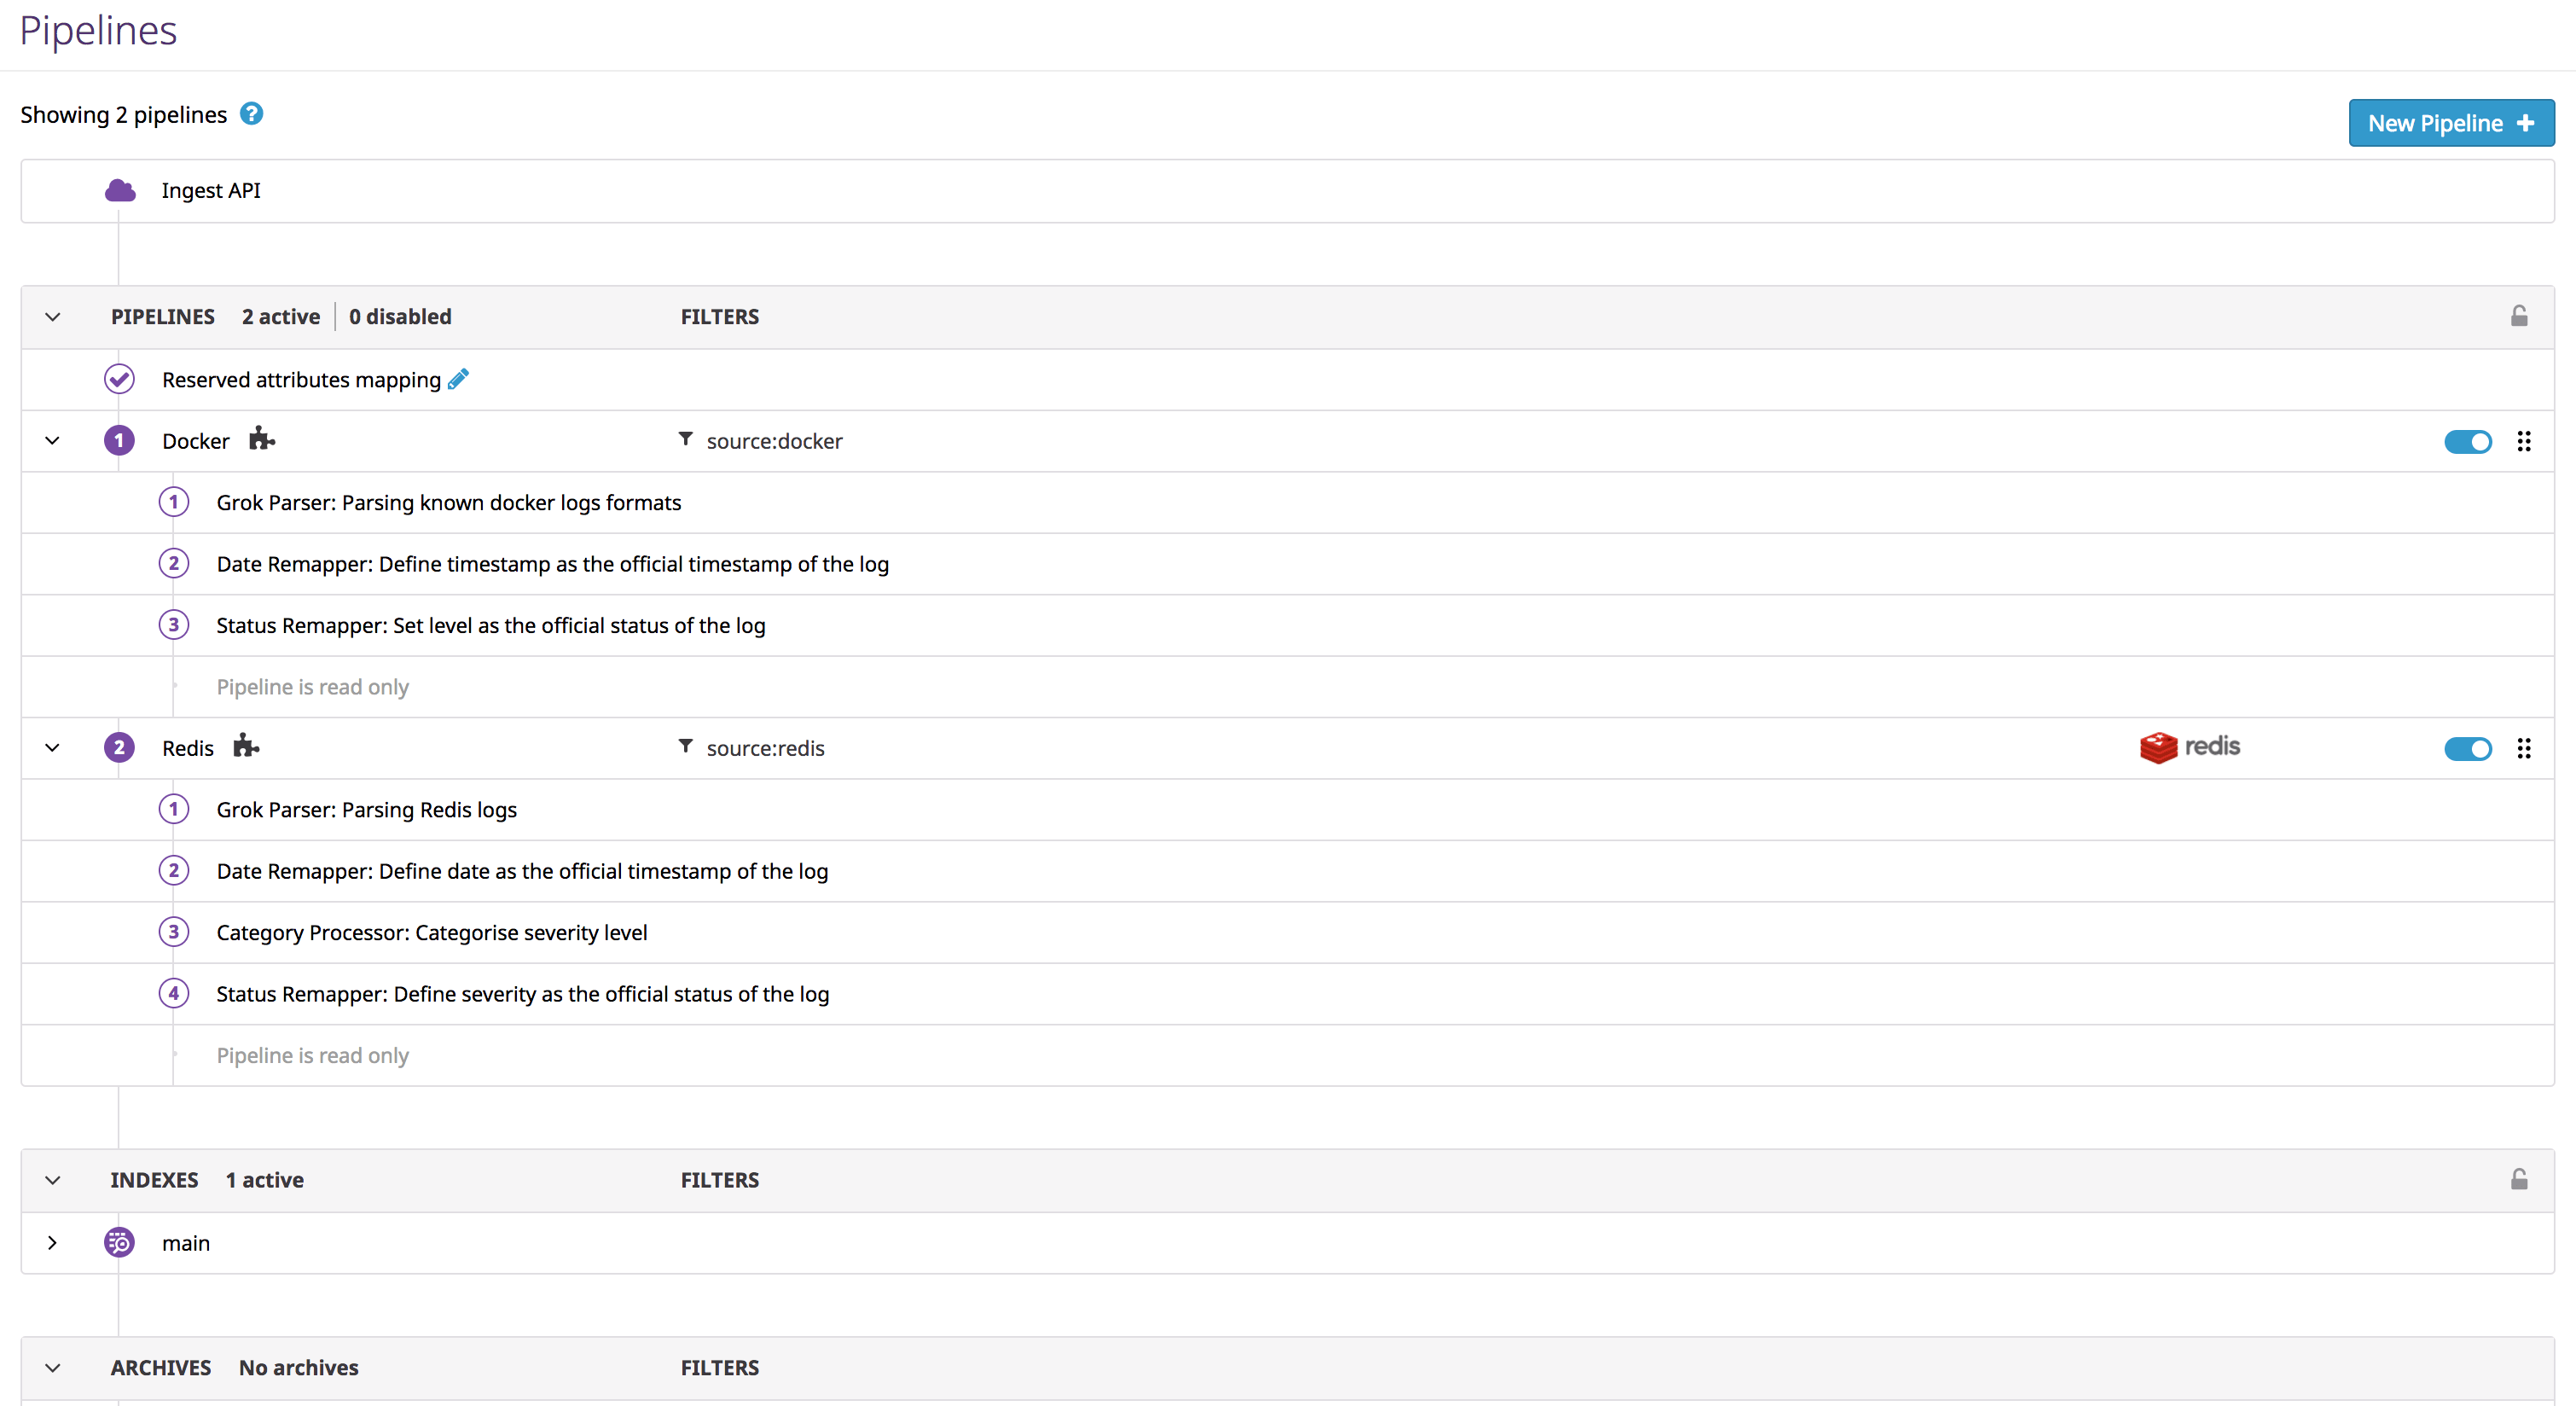 Pipelines
Showing 2 pipelines ?
New Pipeline +
Ingest API
PIPELINES 2 active 0 disabled FILTERS
Reserved attributes mapping
1 Docker source:docker
1 Grok Parser: Parsing known docker logs formats
2 Date Remapper: Define timestamp as the official timestamp of the log
3 Status Remapper: Set level as the official status of the log
Pipeline is read only
2 Redis source:redis redis
1 Grok Parser: Parsing Redis logs
2 Date Remapper: Define date as the official timestamp of the log
3 Category Processor: Categorise severity level
4 Status Remapper: Define severity as the official status of the log
Pipeline is read only
INDEXES 1 active FILTERS
main
ARCHIVES No archives FILTERS